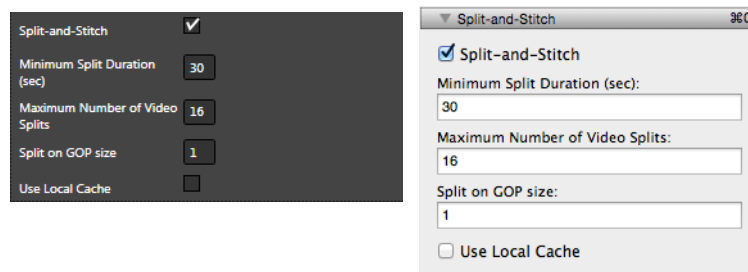 Split-and-Stitch
Minimum Split Duration
(sec)
30
Maximum Number of Video
Splits
16
Split on GOP size
1
Use Local Cache
Split-and-Stitch
Split-and-Stitch
Minimum Split Duration (sec):
30
Maximum Number of Video Splits:
16
Split on GOP size:
1
Use Local Cache